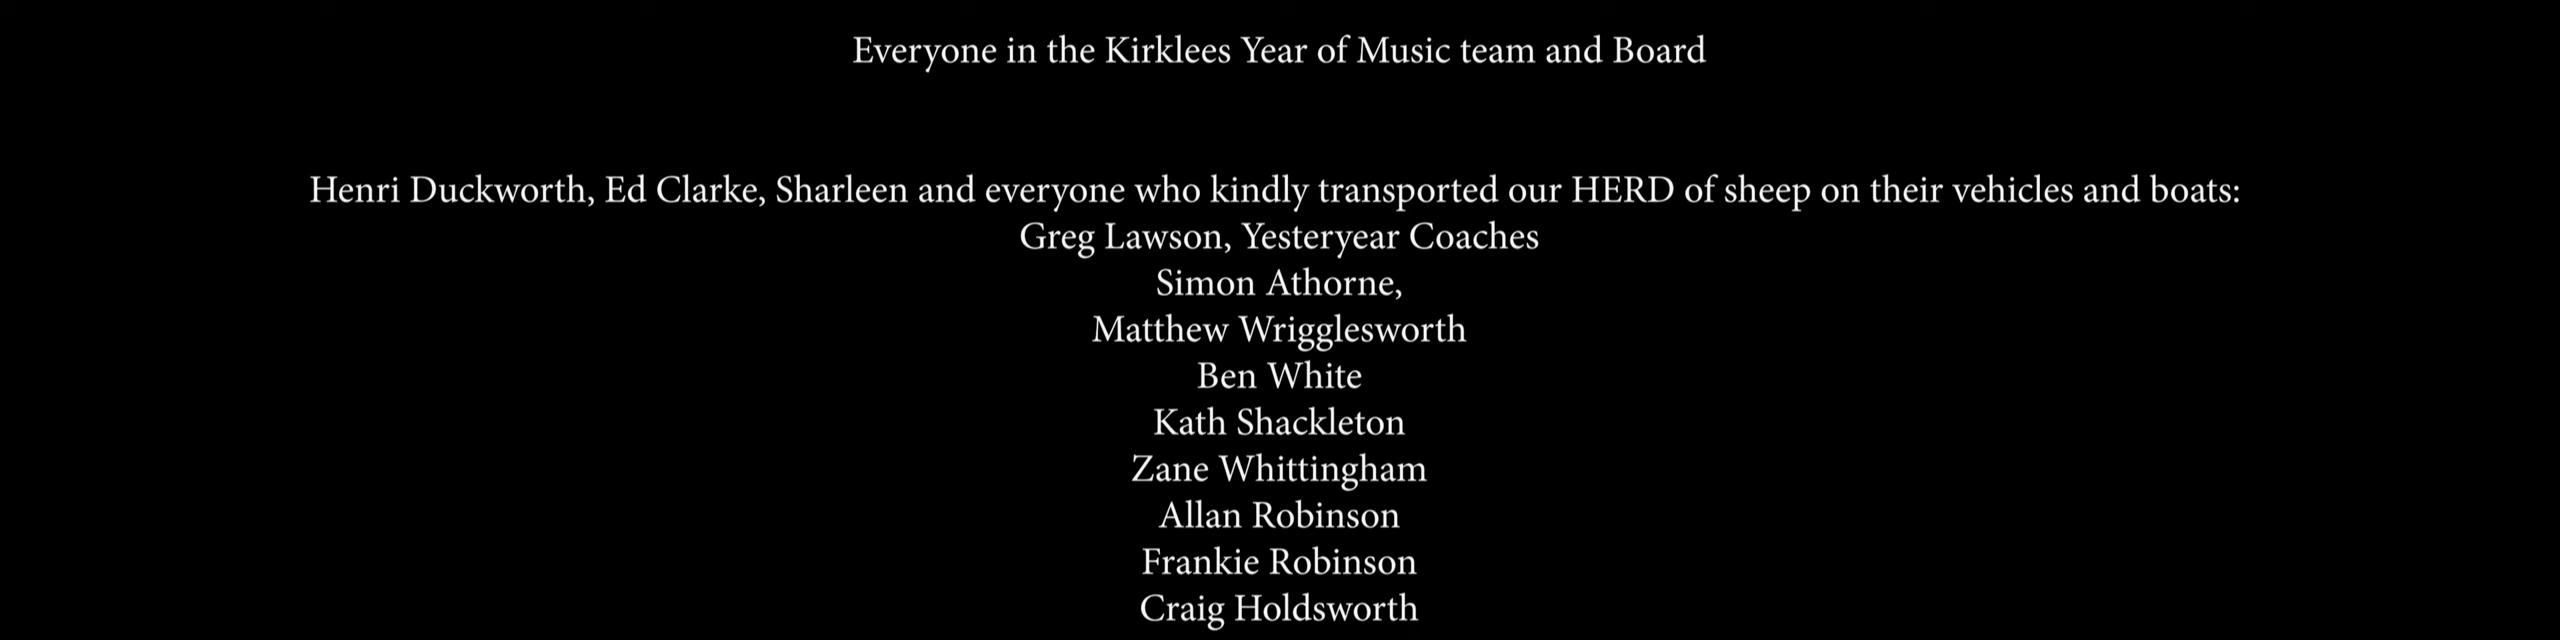 Everyone in the Kirklees Year of Music team and Board
Henri Duckworth, Ed Clarke, Sharleen and everyone who kindly transported our HERD of sheep on their vehicles and boats:
Greg Lawson, Yesteryear Coaches
Simon Athorne,
Matthew Wrigglesworth
Ben White
Kath Shackleton
Zane Whittingham
Allan Robinson
Frankie Robinson
Craig Holdsworth